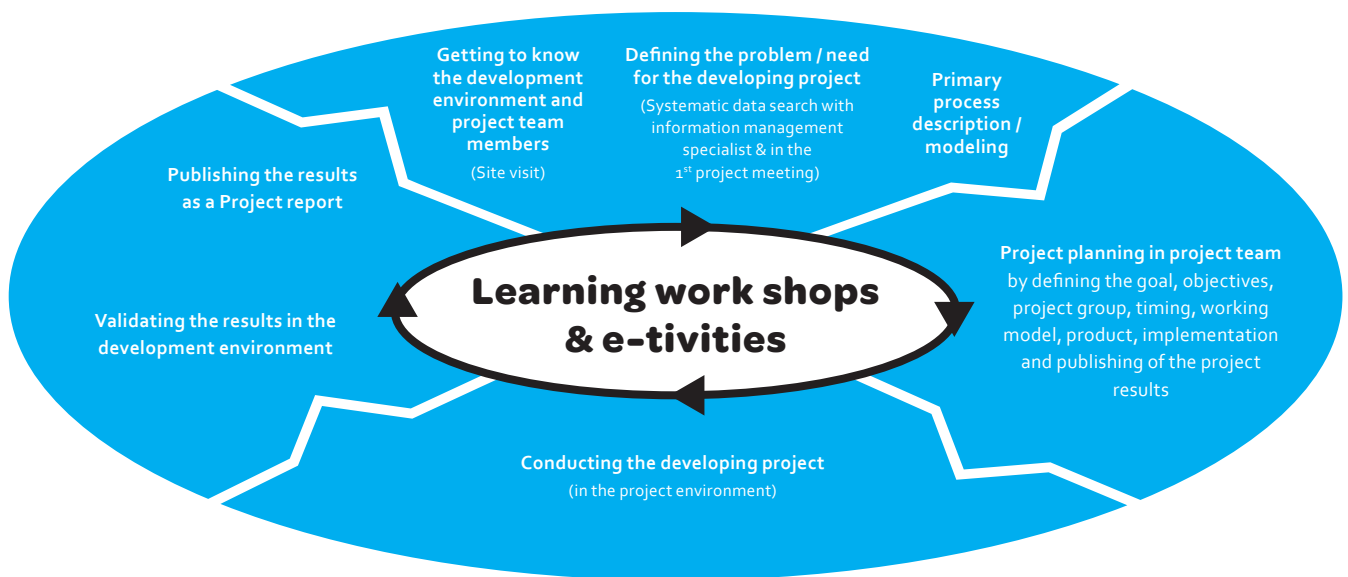 Getting to know
the development
environment and
project team
members
(Site visit)
Defining the problem / need
for the developing project
(Systematic data search with
information management
specialist & in the
1st project meeting)
Primary
process
description /
modeling
Project planning in project team
by defining the goal, objectives,
project group, timing, working
model, product, implementation
and publishing of the project
results
Conducting the developing project
(in the project environment)
Validating the results in the
development environment
Publishing the results
as a Project report
Learning work shops
& e-tivities